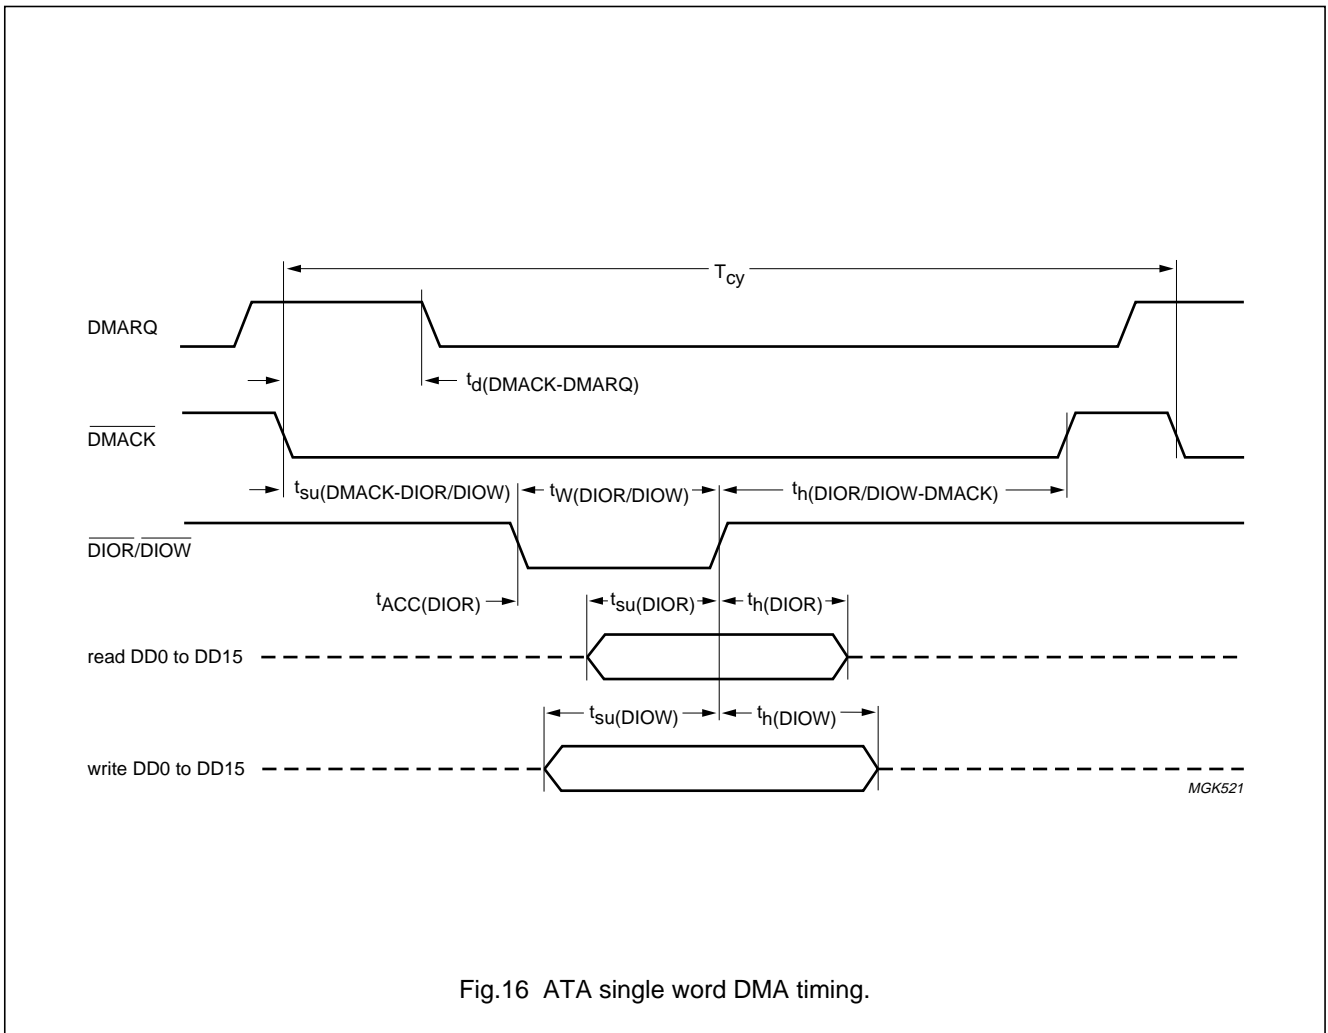 Tcy
DMARQ
td(DMACK-DMARQ)
DMACK
tsu(DMACK-DIOR/DIOW) tW(DIOR/DIOW) th(DIOR/DIOW-DMACK)
DIOR/DIOW
tACC(DIOR) tsu(DIOR) th(DIOR)
read DD0 to DD15
tsu(DIOW) th(DIOW)
write DD0 to DD15
MGK521
Fig.16 ATA single word DMA timing.